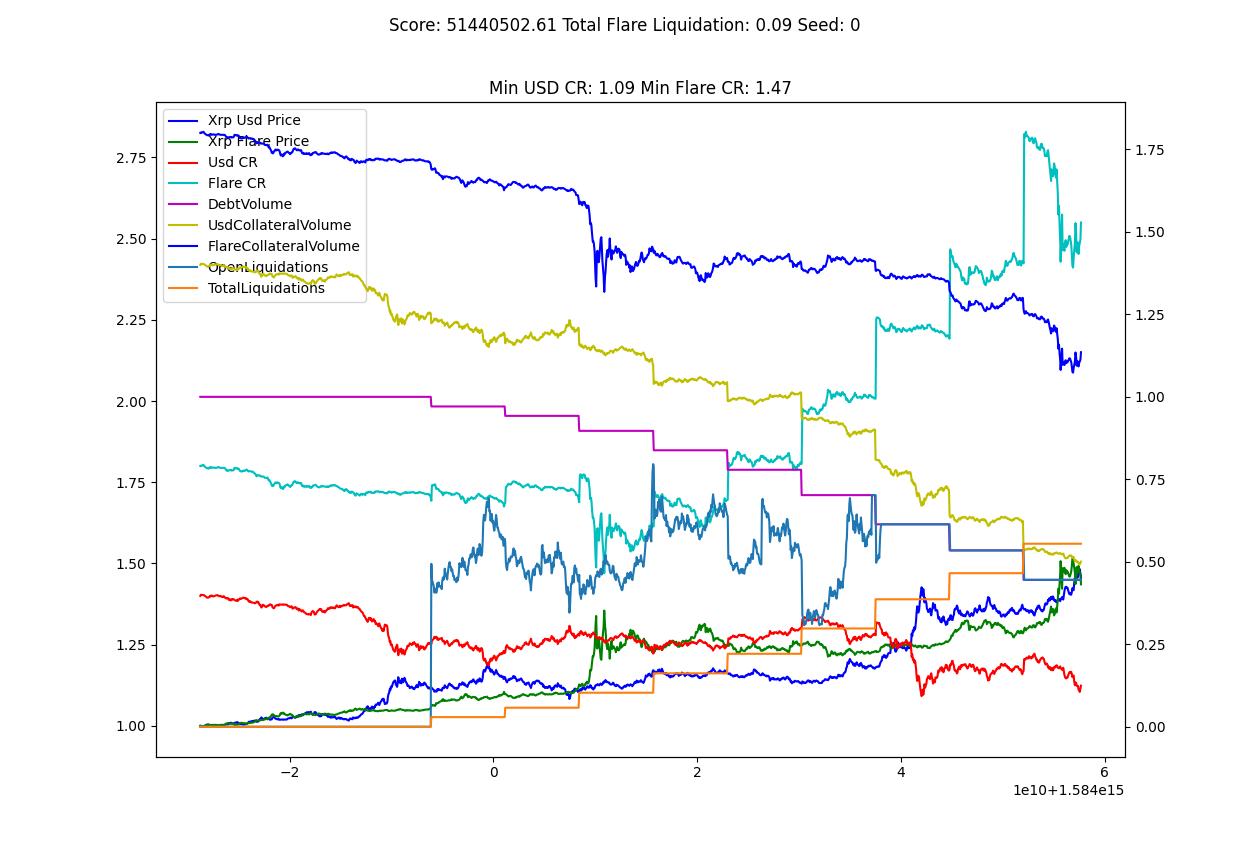 Score: 51440502.61 Total Flare Liquidation: 0.09 Seed: 0
Min USD CR: 1.09 Min Flare CR: 1.47
Xrp Usd Price
Xrp Flare Price
Usd CR
Flare CR
DebtVolume
UsdCollateralVolume
FlareCollateralVolume
OpenLiquidations
TotalLiquidations
2.75
2.50
2.25
2.00
1.75
1.50
1.25
1.00
1.75
1.50
1.25
1.00
0.75
0.50
0.25
0.00
−2 0 2 4 6
1e10+1.584e15